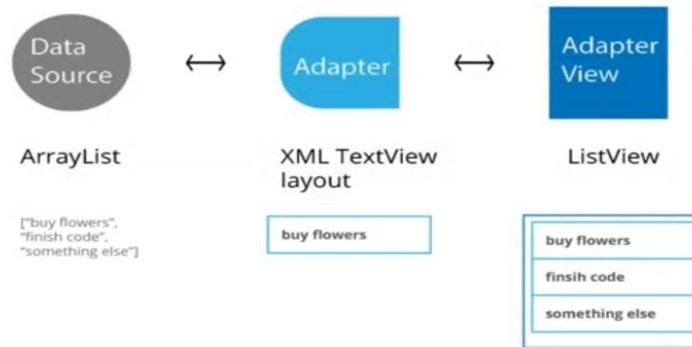 Data
Source
Adapter
Adapter
View
ArrayList
XML TextView
layout
ListView
["buy flowers",
"finish code",
"something else"]
buy flowers
buy flowers
finsih code
something else